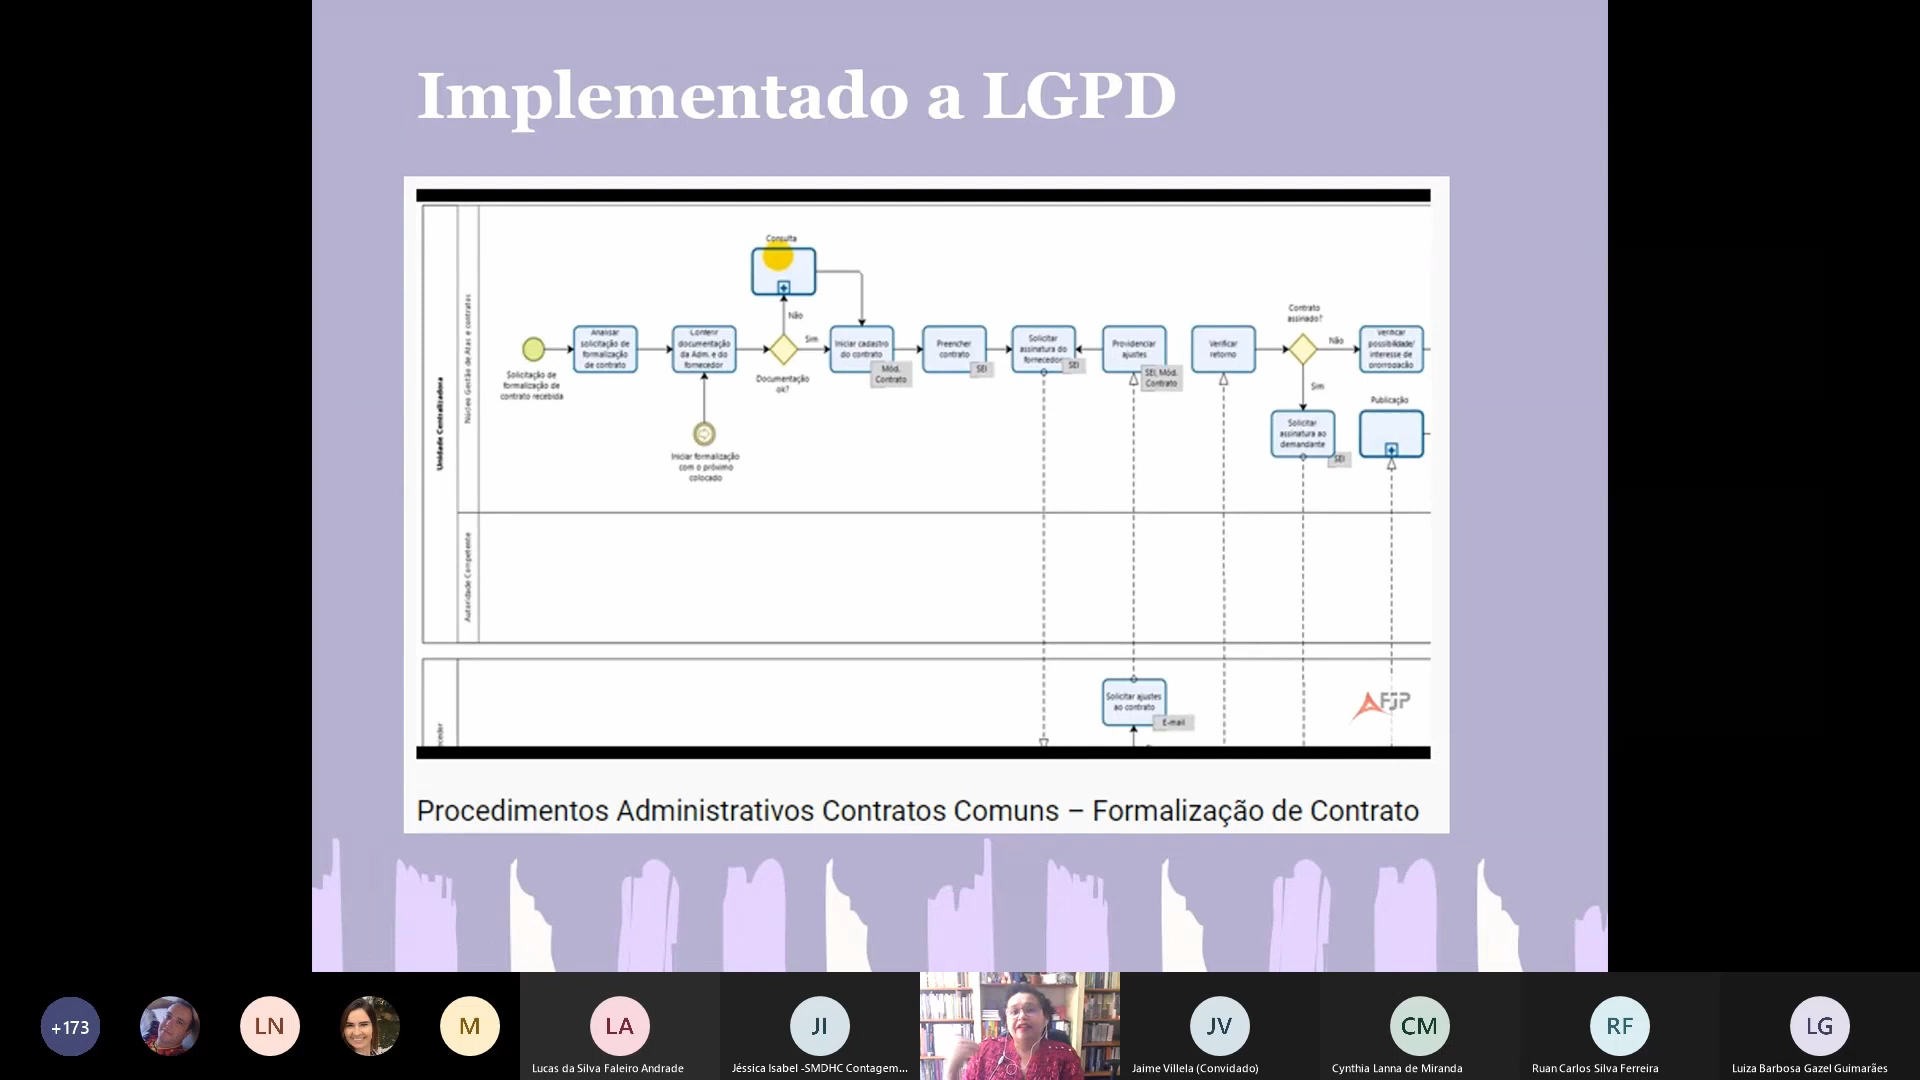 Implementado a LGPD
Consulta
Não
Sim
Analisar
solicitação de
formalização
de contrato
Conferir
documentação
da Adm. e do
fornecedor
Iniciar cadastro
do contrato
Mód.
Contrato
Preencher
contrato
SEI
Solicitar
assinatura do
fornecedor
SEI
Providenciar
ajustes
SEI, Mód.
Contrato
Verificar
retorno
Contrato
assinado?
Não
Sim
Verificar
possibilidade/
interesse de
prorrogação
Solicitação de
formalização de
contrato recebida
Documentação
ok?
Iniciar formalização
com o próximo
colocado
Solicitar
assinatura ao
demandante
SEI
Publicação
Unidade Centralizadora
Núcleo Gestão de Atas e contratos
Autoridade Competente
Solicitar ajustes
ao contrato
E-mail
FJP
Procedimentos Administrativos Contratos Comuns – Formalização de Contrato
+173
LN
M
LA
JI
JV
CM
RF
LG
Lucas da Silva Faleiro Andrade
Jéssica Isabel -SMDHC Contagem...
Jaime Villela (Convidado)
Cynthia Lanna de Miranda
Ruan Carlos Silva Ferreira
Luiza Barbosa Gazel Guimarães